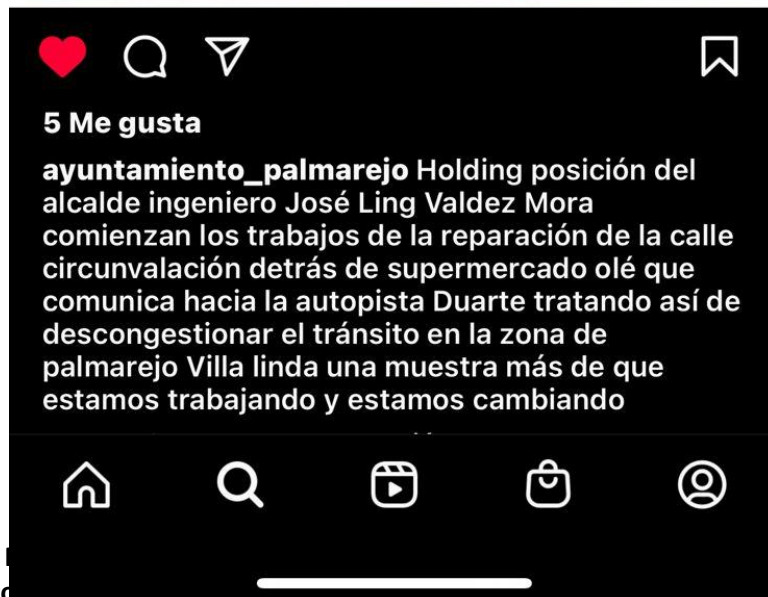 5 Me gusta
ayuntamiento_palmarejo Holding posición del
alcalde ingeniero José Ling Valdez Mora
comienzan los trabajos de la reparación de la calle
circunvalación detrás de supermercado olé que
comunica hacia la autopista Duarte tratando así de
descongestionar el tránsito en la zona de
palmarejo Villa linda una muestra más de que
estamos trabajando y estamos cambiando